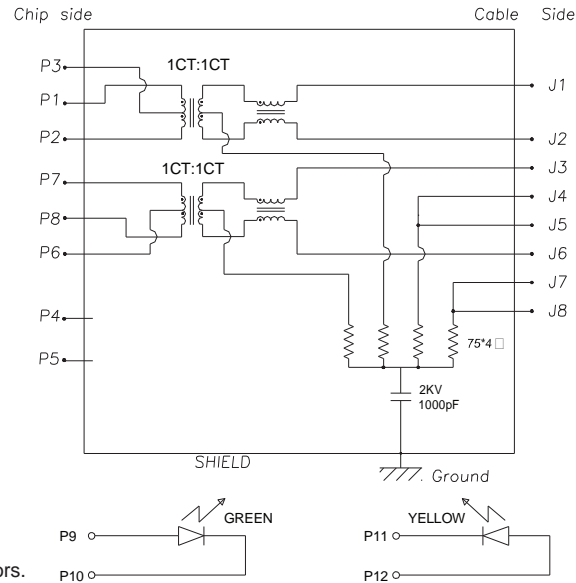 Chip side
Cable Side
P3
1CT:1CT
P1
J1
P2
J2
1CT:1CT
J3
P7
J4
P8
J5
P6
J6
J7
P4
J8
75*4□
P5
2KV
1000pF
SHIELD
Ground
GREEN
YELLOW
P9
P11
ors.
P10
P12